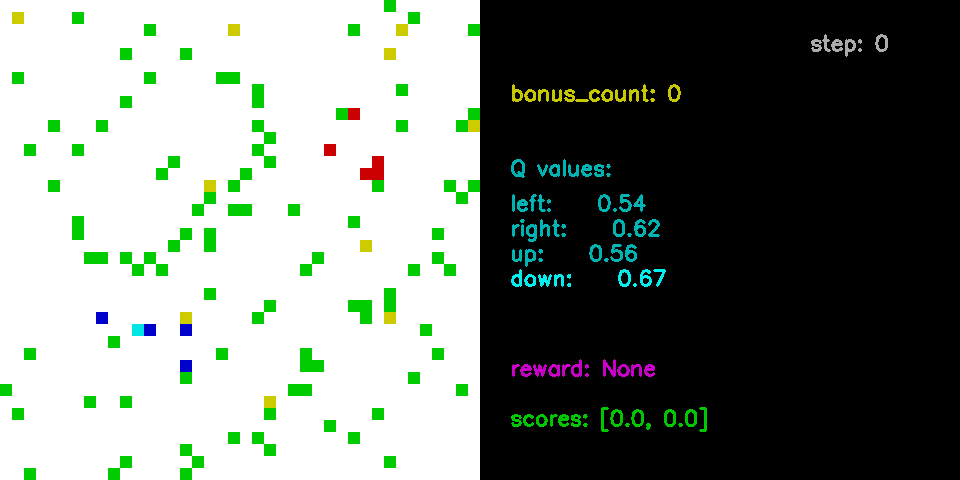 step: 0
bonus_count: 0
Q values:
left: 0.54
right: 0.62
up: 0.56
down: 0.67
reward: None
scores: [0.0, 0.0]